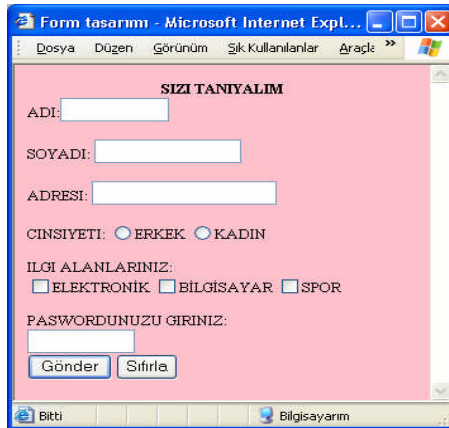 Form tasarımı - Microsoft Internet Expl...
Dosya Düzen Görünüm Sık Kullanılanlar Araçla »
SIZI TANIYALIM
ADI:
SOYADI:
ADRESI:
CINSIYETI: ERKEK KADIN
ILGI ALANLARINIZ:
ELEKTRONİK BİLGİSAYAR SPOR
PASWORDUNUZU GIRINIZ:
Gönder Sıfırla
Bitti Bilgisayarım